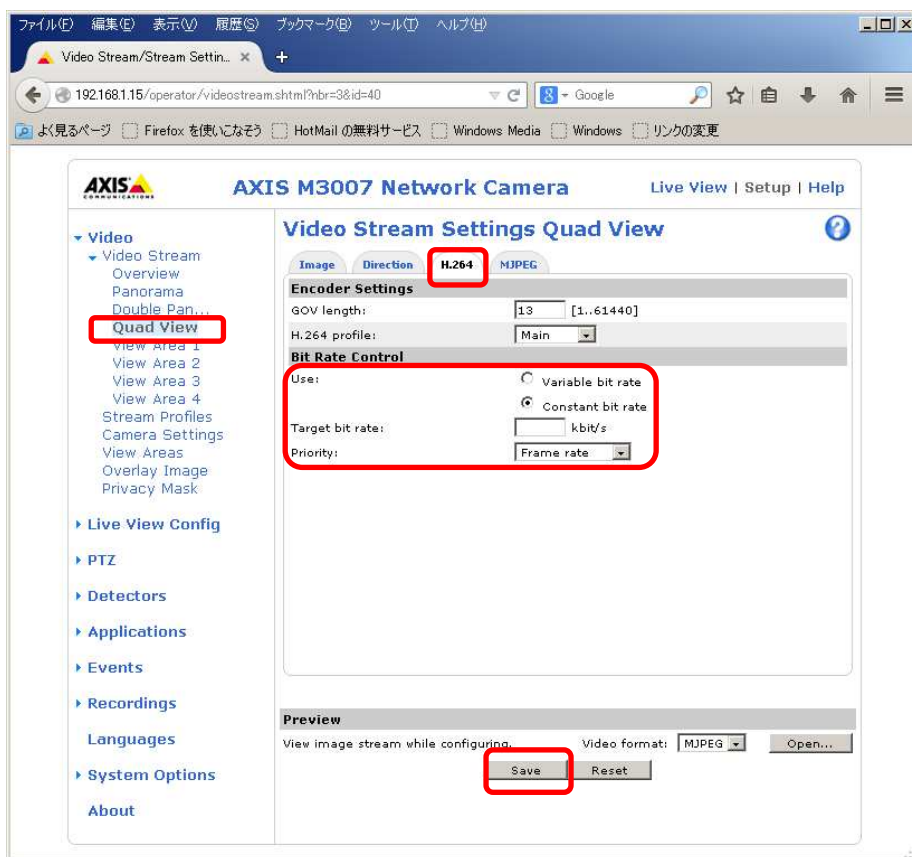 ファイル(F) 編集(E) 表示(V) 履歴(S) ブックマーク(B) ツール(T) ヘルプ(H)
Video Stream/Stream Settin... × +
192.168.1.15/operator/videostream.shtml?nbr=3&id=40
8 - Google
よく見るページ Firefox を使いこなそう HotMail の無料サービス Windows Media Windows リンクの変更
AXIS COMMUNICATIONS
AXIS M3007 Network Camera
Live View | Setup | Help
Video
Video Stream
Overview
Panorama
Double Pan...
Quad View
View Area 1
View Area 2
View Area 3
View Area 4
Stream Profiles
Camera Settings
View Areas
Overlay Image
Privacy Mask
Live View Config
PTZ
Detectors
Applications
Events
Recordings
Languages
System Options
About
Video Stream Settings Quad View
?
Image Direction H.264 MJPEG
Encoder Settings
GOV length: 13 [1..61440]
H.264 profile: Main
Bit Rate Control
Use: Variable bit rate
Constant bit rate
Target bit rate: kbit/s
Priority: Frame rate
Preview
View image stream while configuring. Video format: MJPEG Open...
Save Reset